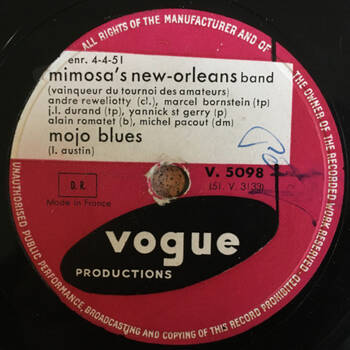 ALL RIGHTS OF THE MANUFACTURER AND OF THE OWNER OF THE RECORDED WORK RESERVED · UNAUTHORISED PUBLIC PERFORMANCE, BROADCASTING AND COPYING OF THIS RECORD PROHIBITED ·
enr. 4-4-51
mimosa's new-orleans band
(vainqueur du tournoi des amateurs)
andre reweliotty (cl.), marcel bornstein (tp)
j.l. durand (tp), yannick st gerry (p)
alain romatet (b), michel pacout (dm)
mojo blues
(l. austin)
V. 5098
(51. V. 3133)
D. R.
Made in France
vogue
PRODUCTIONS